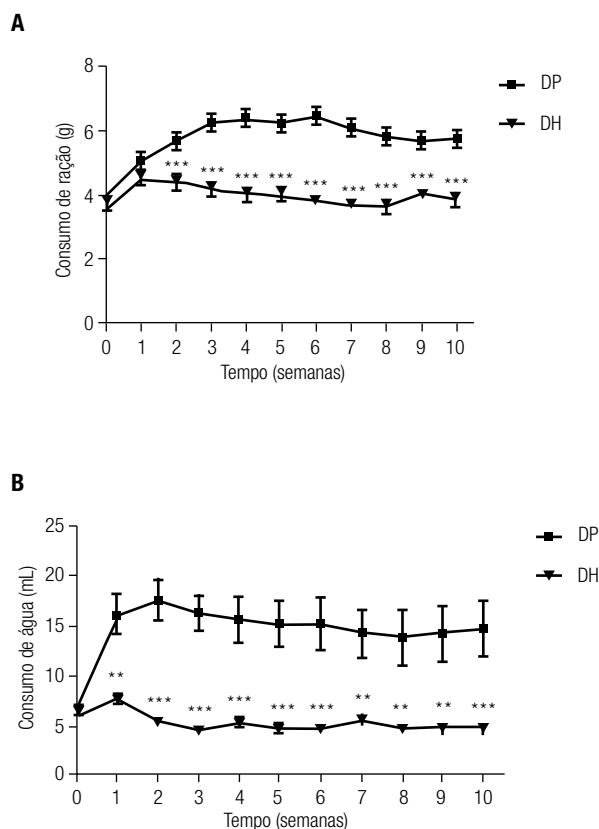 A
8
6
4
2
0
Consumo de ração (g)
DP
DH
*** *** *** *** *** *** *** *** ***
0 1 2 3 4 5 6 7 8 9 10
Tempo (semanas)
B
25
20
15
10
5
0
Consumo de água (mL)
DP
DH
** *** *** *** *** *** ** ** ** ***
0 1 2 3 4 5 6 7 8 9 10
Tempo (semanas)